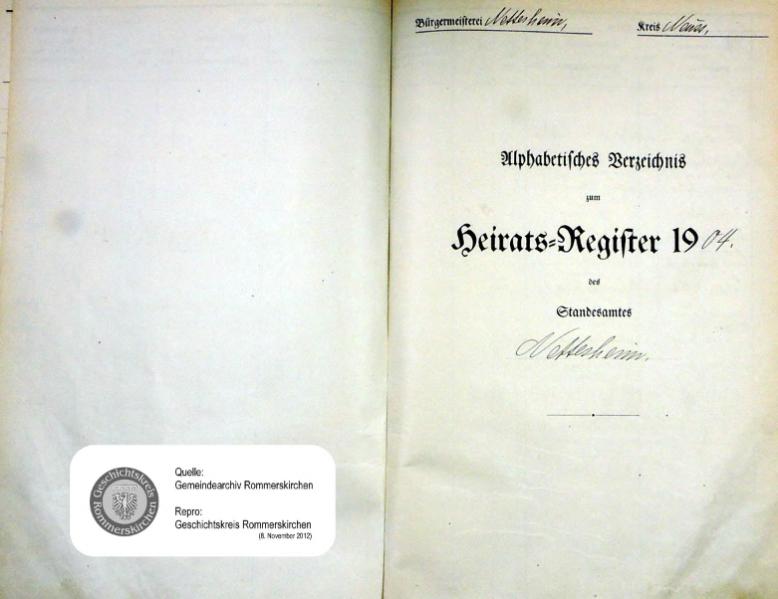 Geschichtskreis
Rommerskirchen
Quelle:
Gemeindearchiv Rommerskirchen
Repro:
Geschichtskreis Rommerskirchen
(8. November 2012)
Bürgermeisterei Nettesheim, Kreis Neuss,
Alphabetisches Verzeichnis
zum
Heirats-Register 1904.
des
Standesamtes
Nettesheim.